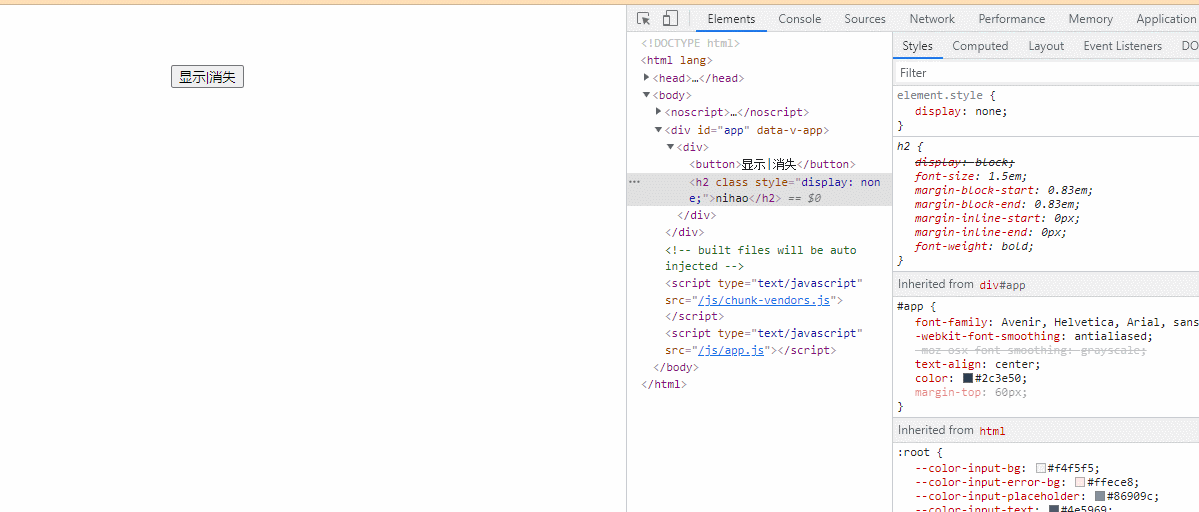 显示|消失
Elements Console Sources Network Performance Memory Application
<!DOCTYPE html>
<html lang>
<head>…</head>
<body>
<noscript>…</noscript>
<div id="app" data-v-app>
<div>
<button>显示|消失</button>
<h2 class style="display: non
e;">nihao</h2> == $0
</div>
</div>
<!-- built files will be auto
injected -->
<script type="text/javascript"
src="/js/chunk-vendors.js">
</script>
<script type="text/javascript"
src="/js/app.js"></script>
</body>
</html>
Styles Computed Layout Event Listeners DO
Filter
element.style {
display: none;
}
h2 {
display: block;
font-size: 1.5em;
margin-block-start: 0.83em;
margin-block-end: 0.83em;
margin-inline-start: 0px;
margin-inline-end: 0px;
font-weight: bold;
}
Inherited from div#app
#app {
font-family: Avenir, Helvetica, Arial, sans
-webkit-font-smoothing: antialiased;
-moz-osx-font-smoothing: grayscale;
text-align: center;
color: #2c3e50;
margin-top: 60px;
}
Inherited from html
:root {
--color-input-bg: #f4f5f5;
--color-input-error-bg: #ffece8;
--color-input-placeholder: #86909c;
--color-input-text: #4e5969;